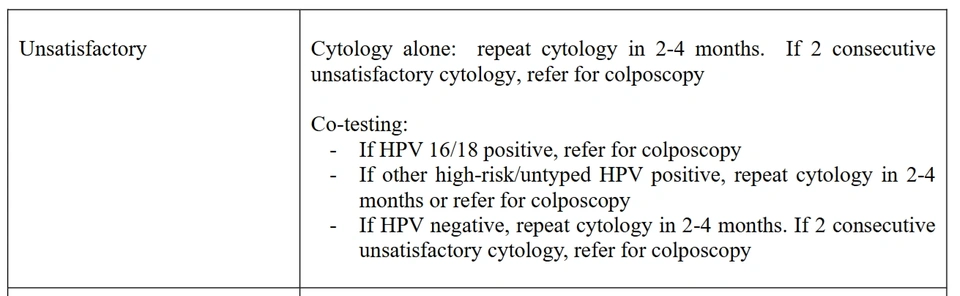 Unsatisfactory
Cytology alone: repeat cytology in 2-4 months. If 2 consecutive
unsatisfactory cytology, refer for colposcopy
Co-testing:
- If HPV 16/18 positive, refer for colposcopy
- If other high-risk/untyped HPV positive, repeat cytology in 2-4
months or refer for colposcopy
- If HPV negative, repeat cytology in 2-4 months. If 2 consecutive
unsatisfactory cytology, refer for colposcopy